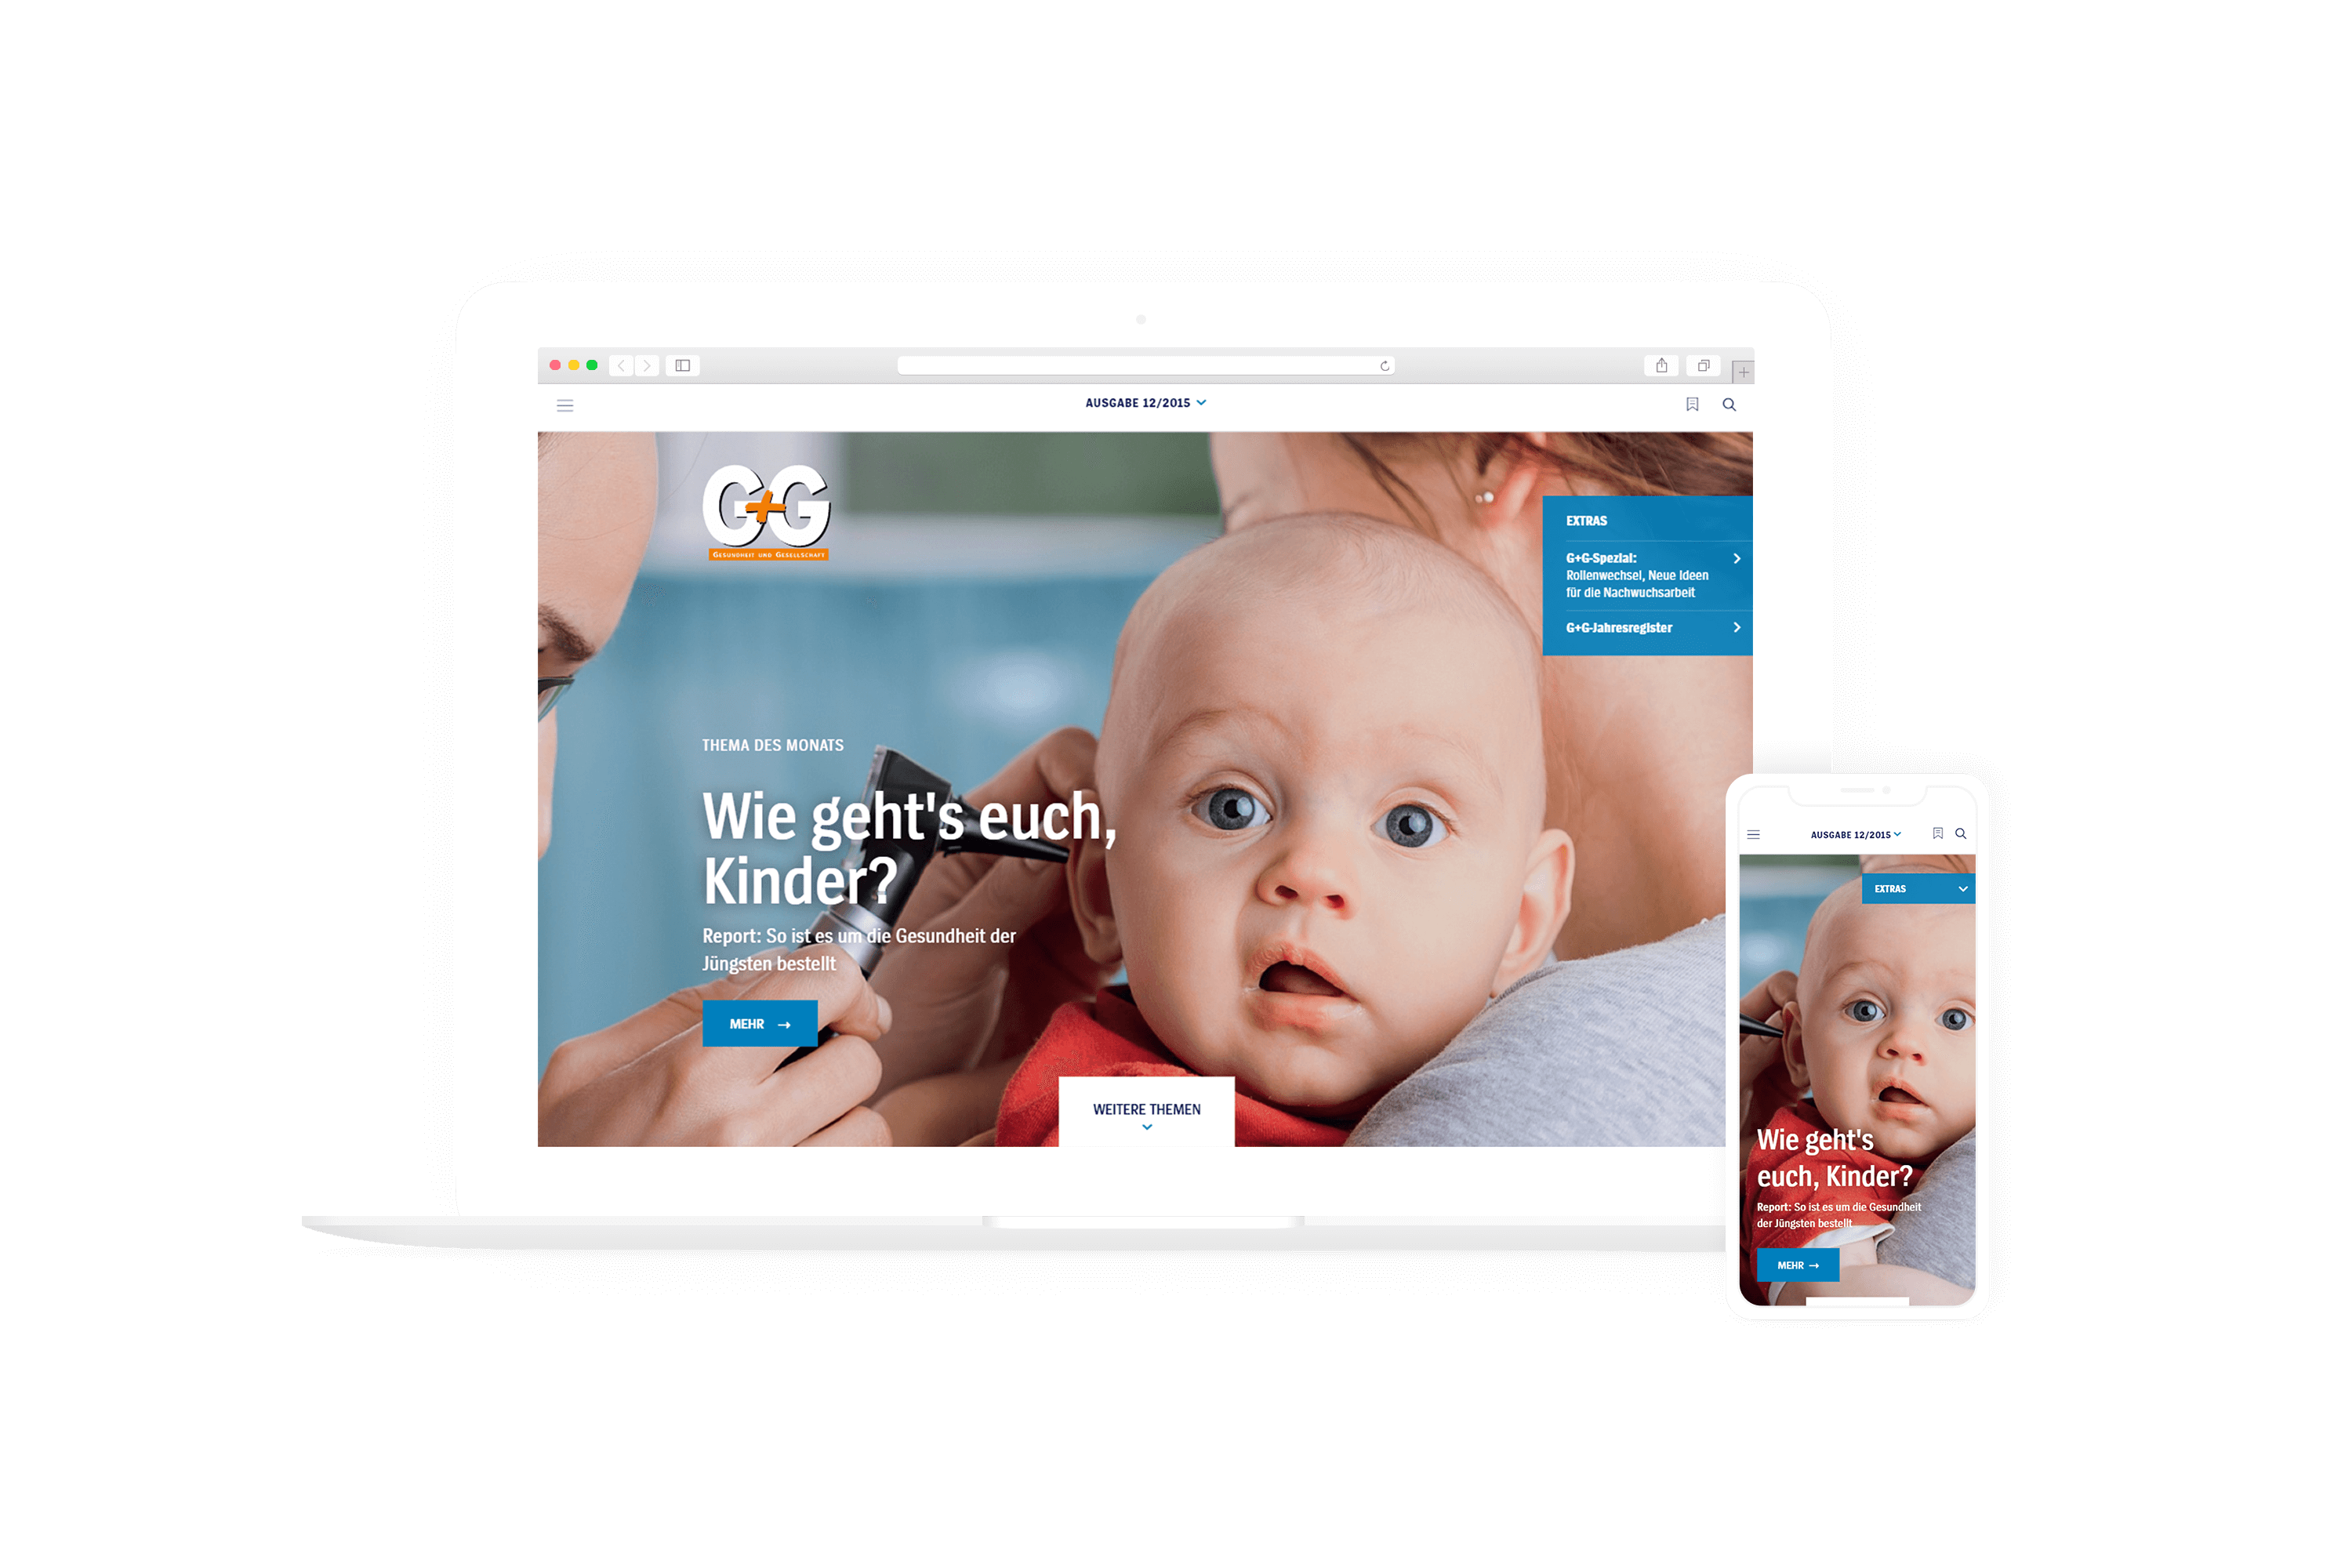 AUSGABE 12/2015
G+G
GESUNDHEIT UND GESELLSCHAFT
EXTRAS
G+G-Spezial:
Rollenwechsel, Neue Ideen
für die Nachwuchsarbeit
G+G-Jahresregister
THEMA DES MONATS
Wie geht's euch,
Kinder?
Report: So ist es um die Gesundheit der
Jüngsten bestellt
MEHR →
WEITERE THEMEN
AUSGABE 12/2015
EXTRAS
Wie geht's
euch, Kinder?
Report: So ist es um die Gesundheit
der Jüngsten bestellt
MEHR →